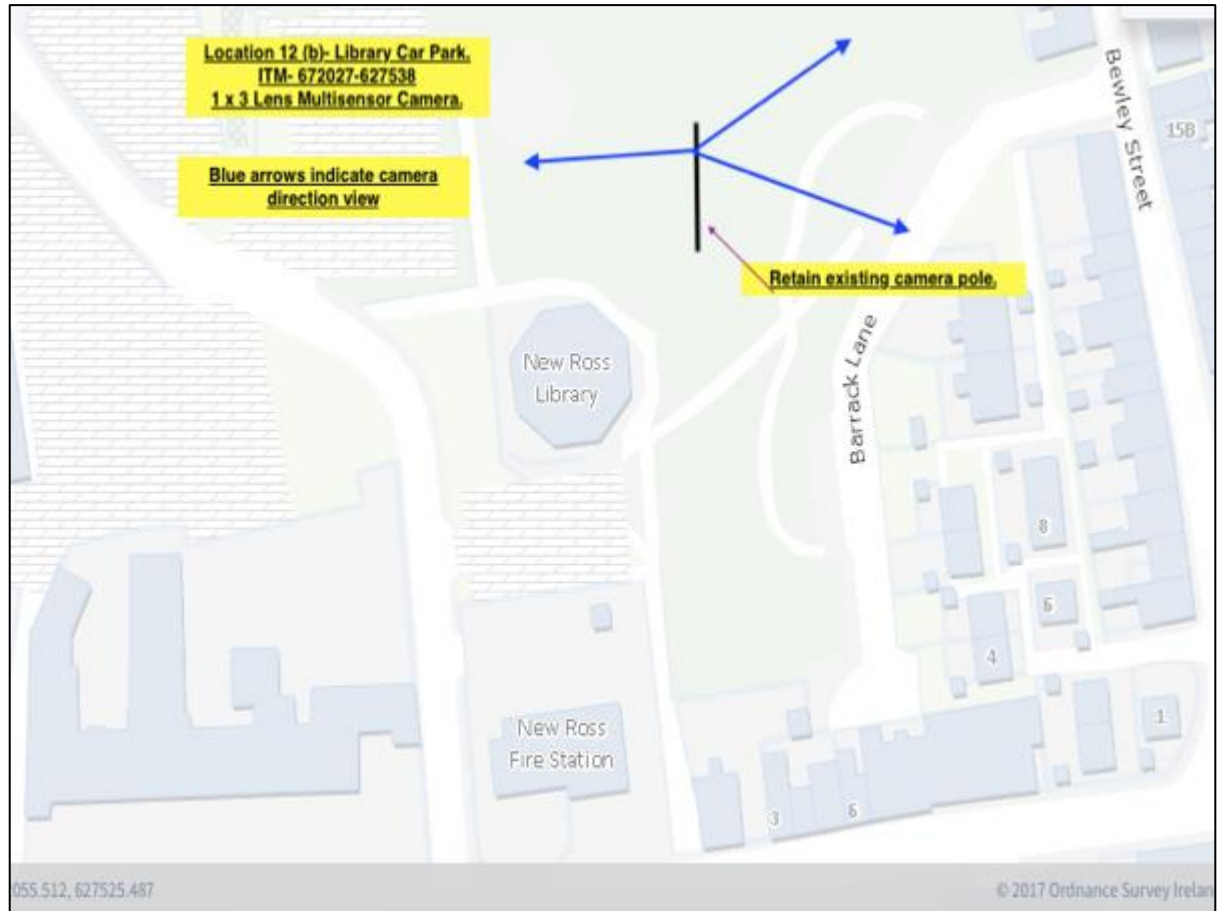 Location 12 (b)- Library Car Park.
ITM- 672027-627538
1 x 3 Lens Multisensor Camera.
Blue arrows indicate camera
direction view
Retain existing camera pole.
Bewley Street
15B
New Ross
Library
Barrack Lane
8
6
4
1
New Ross
Fire Station
3
6
055.512, 627525.487
© 2017 Ordnance Survey Irelan